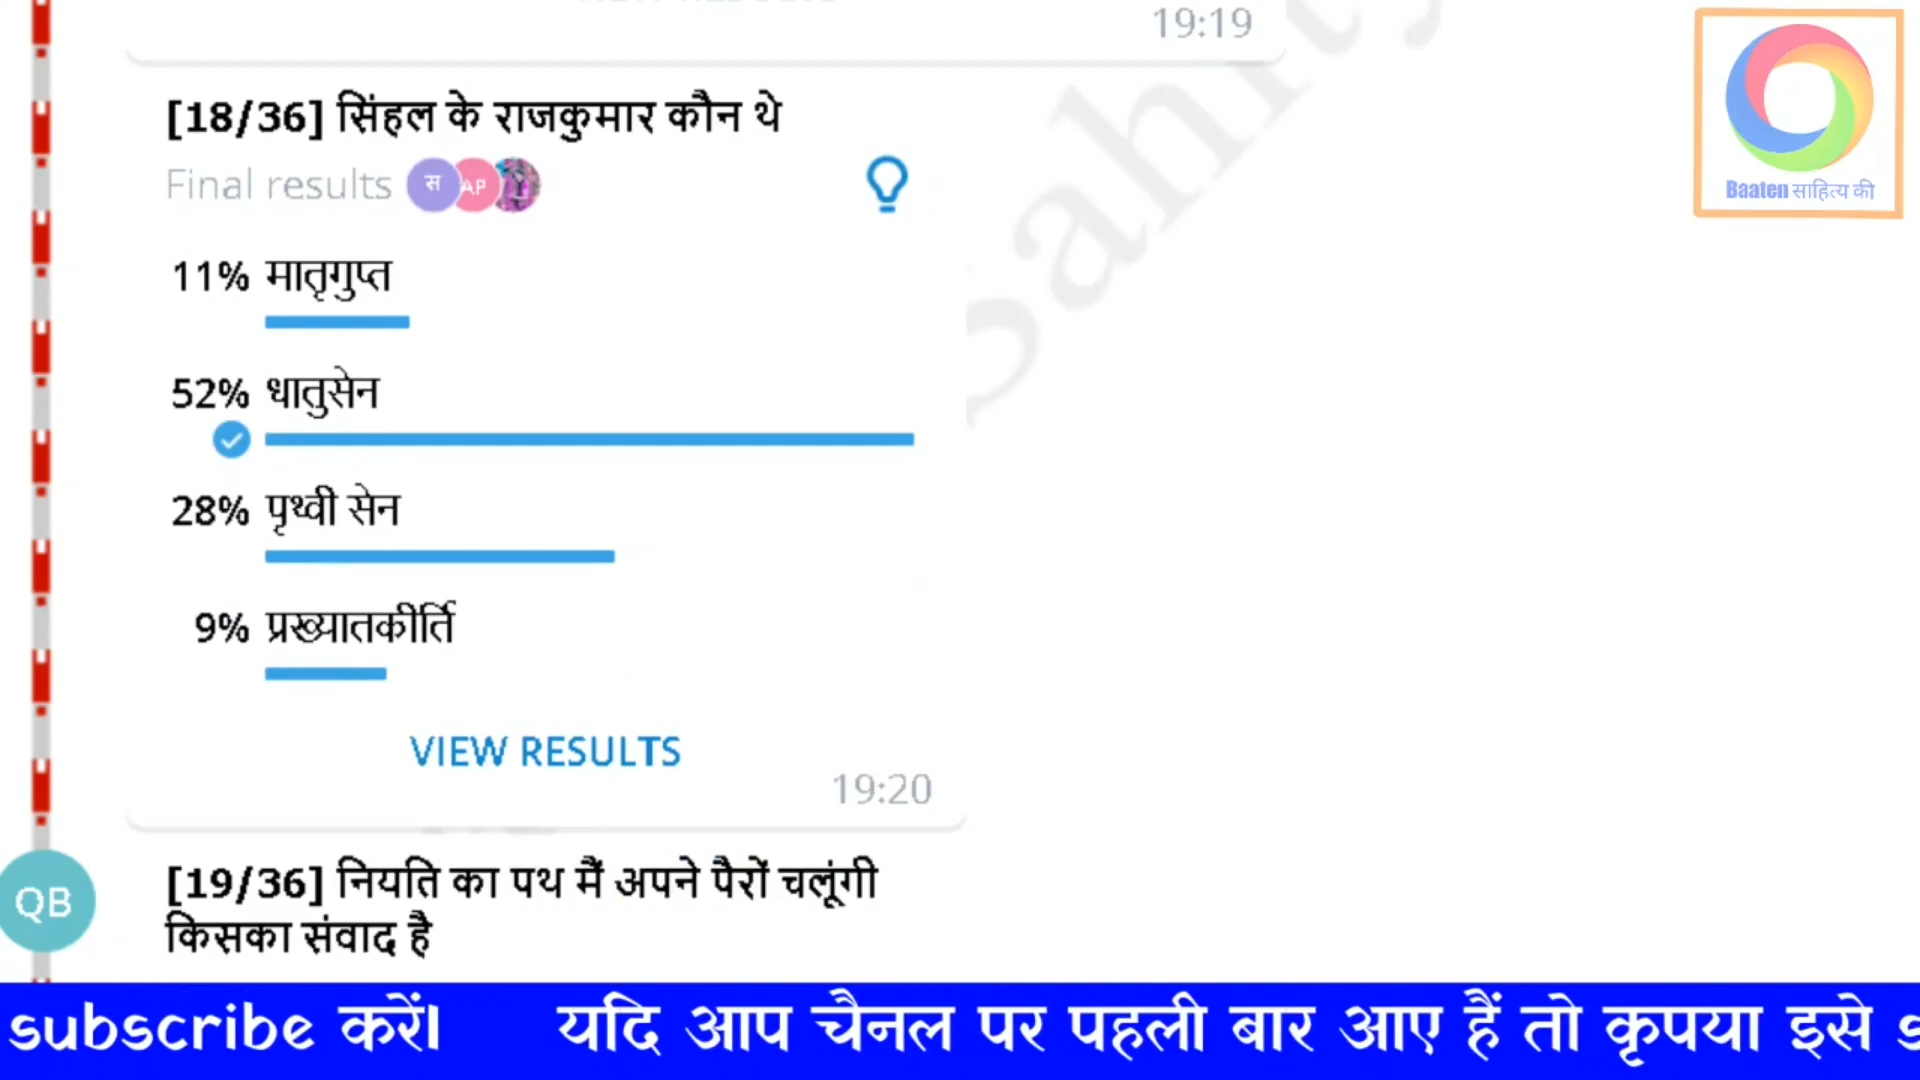 19:19
[18/36] सिंहल के राजकुमार कौन थे
Final results स AP
11% मातृगुप्त
52% धातुसेन
28% पृथ्वी सेन
9% प्रख्यातकीर्ति
VIEW RESULTS
19:20
QB
[19/36] नियति का पथ मैं अपने पैरों चलूंगी
किसका संवाद है
Baaten साहित्य की
subscribe करें। यदि आप चैनल पर पहली बार आए हैं तो कृपया इसे